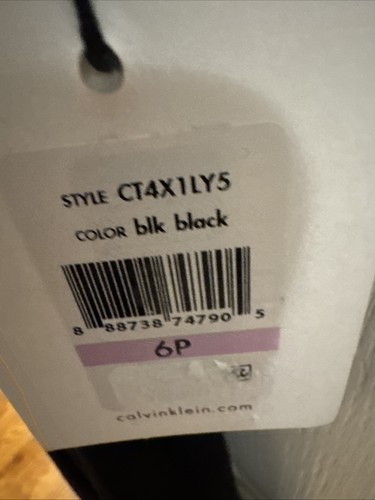 STYLE CT4X1LY5
COLOR blk black
8 88738 74790 5
6P
calvinklein.com